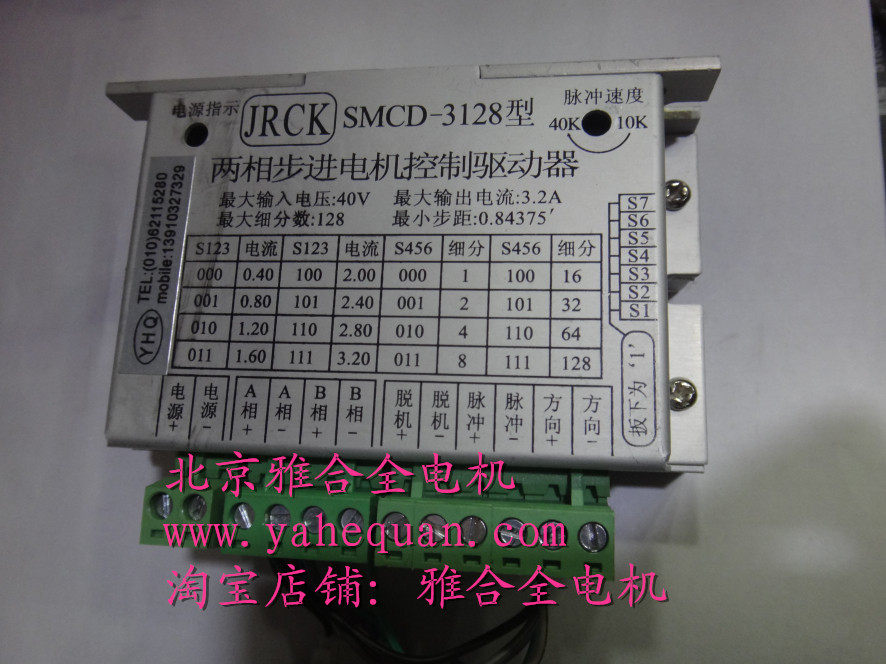 电源指示
JRCK
SMCD-3128型
脉冲速度
40K 10K
两相步进电机控制驱动器
最大输入电压:40V 最大输出电流:3.2A
最大细分数:128 最小步距:0.84375′
S123 电流 S123 电流 S456 细分 S456 细分
000 0.40 100 2.00 000 1 100 16
001 0.80 101 2.40 001 2 101 32
010 1.20 110 2.80 010 4 110 64
011 1.60 111 3.20 011 8 111 128
电源+ 电源- A相+ A相- B相+ B相- 脱机+ 脱机- 脉冲+ 脉冲- 方向+ 方向-
S7
S6
S5
S4
S3
S2
S1
扳下为‘1’
YHQ
TEL:(010)62115280
mobile:13910327329
北京雅合全电机
www.yahequan.com
淘宝店铺：雅合全电机